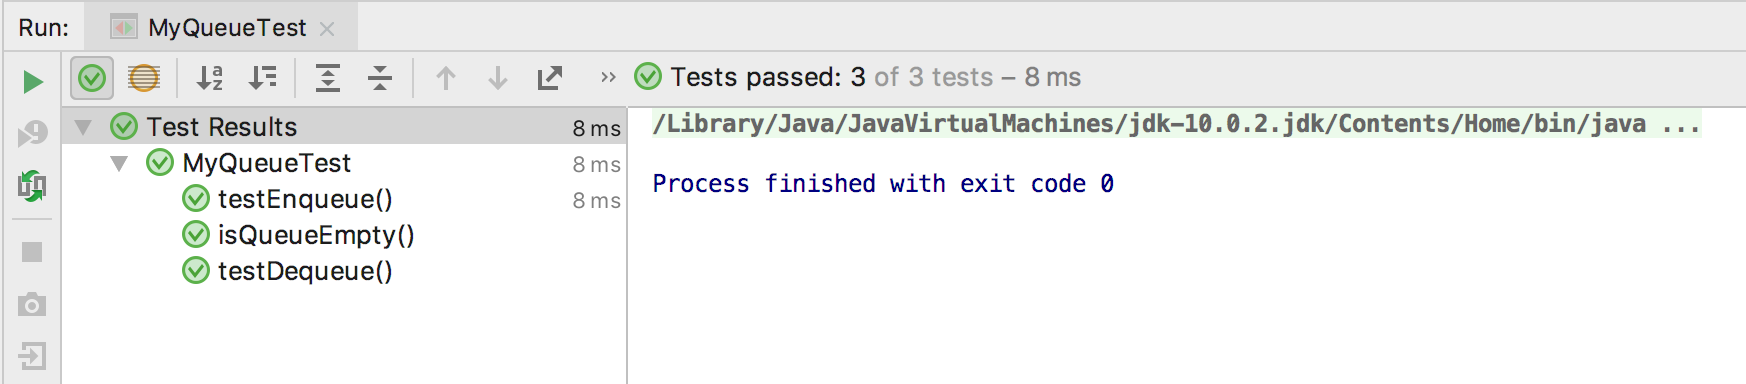 Run: MyQueueTest
Tests passed: 3 of 3 tests – 8 ms
Test Results 8 ms
MyQueueTest 8 ms
testEnqueue() 8 ms
isQueueEmpty()
testDequeue()
/Library/Java/JavaVirtualMachines/jdk-10.0.2.jdk/Contents/Home/bin/java ...
Process finished with exit code 0